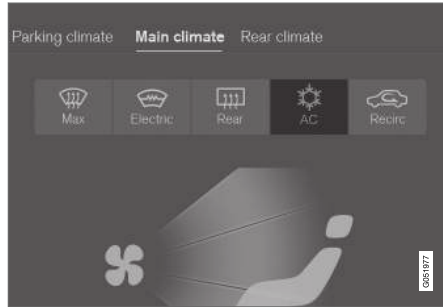 Parking climate Main climate Rear climate
Max Electric Rear AC Recirc
G051977